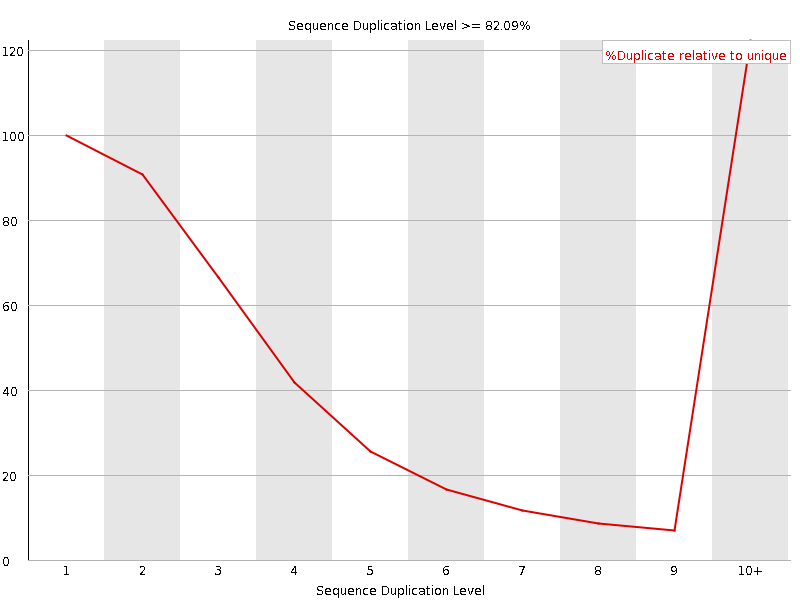 Sequence Duplication Level >= 82.09%
%Duplicate relative to unique
120
100
80
60
40
20
0
1 2 3 4 5 6 7 8 9 10+
Sequence Duplication Level